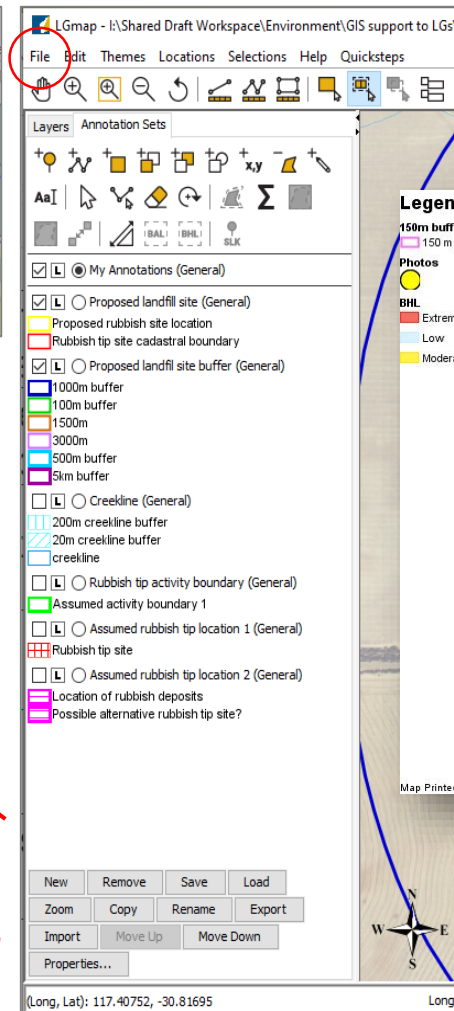 LGmap - I:\Shared Draft Workspace\Environment\GIS support to LGs\
File Edit Themes Locations Selections Help Quicksteps
Layers Annotation Sets
x,y
AaI
Σ
BAL BHL SLK
L My Annotations (General)
L Proposed landfill site (General)
Proposed rubbish site location
Rubbish tip site cadastral boundary
L Proposed landfil site buffer (General)
1000m buffer
100m buffer
1500m
3000m
500m buffer
5km buffer
L Creekline (General)
200m creekline buffer
20m creekline buffer
creekline
L Rubbish tip activity boundary (General)
Assumed activity boundary 1
L Assumed rubbish tip location 1 (General)
Rubbish tip site
L Assumed rubbish tip location 2 (General)
Location of rubbish deposits
Possible alternative rubbish tip site?
New Remove Save Load
Zoom Copy Rename Export
Import Move Up Move Down
Properties...
(Long, Lat): 117.40752, -30.81695
Legen
150m buff
150 m
Photos
BHL
Extrem
Low
Modera
Map Printe
N
W E
S
Long